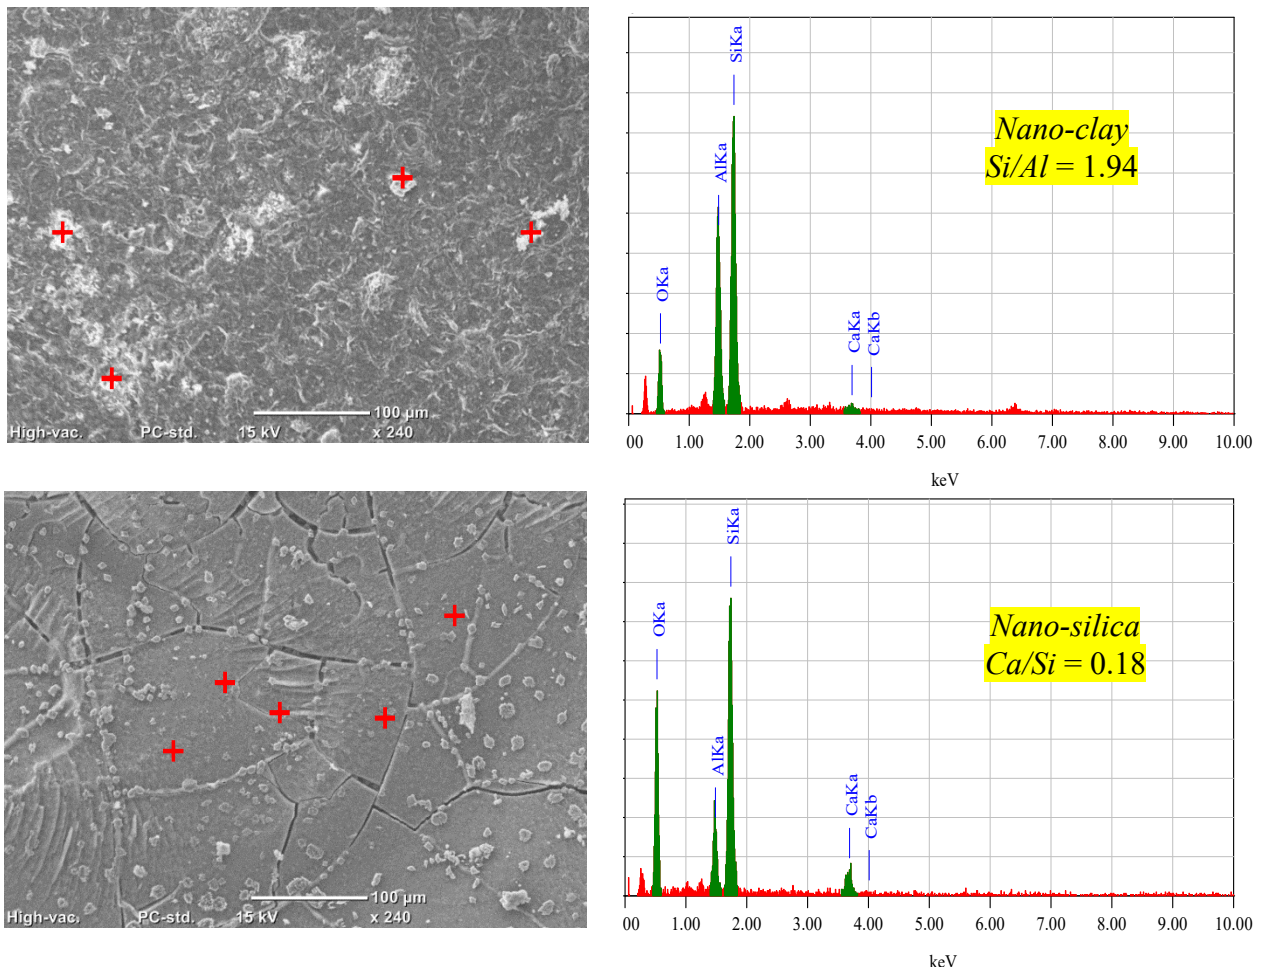 100 µm
High-vac. PC-std. 15 kV x 240
OKa
AlKa
SiKa
CaKa
CaKb
Nano-clay
Si/Al = 1.94
00 1.00 2.00 3.00 4.00 5.00 6.00 7.00 8.00 9.00 10.00
keV
100 µm
High-vac. PC-std. 15 kV x 240
OKa
AlKa
SiKa
CaKa
CaKb
Nano-silica
Ca/Si = 0.18
00 1.00 2.00 3.00 4.00 5.00 6.00 7.00 8.00 9.00 10.00
keV